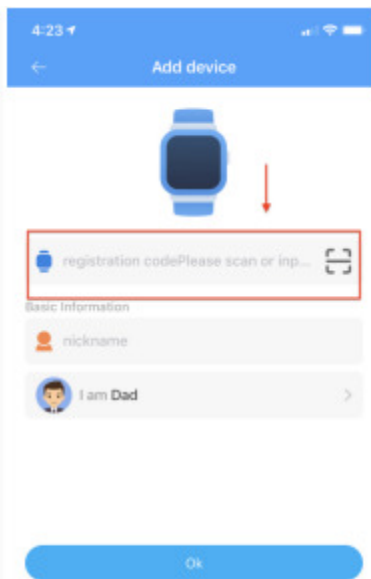 4:23
Add device
registration codePlease scan or inp...
Basic Information
nickname
I am Dad
Ok